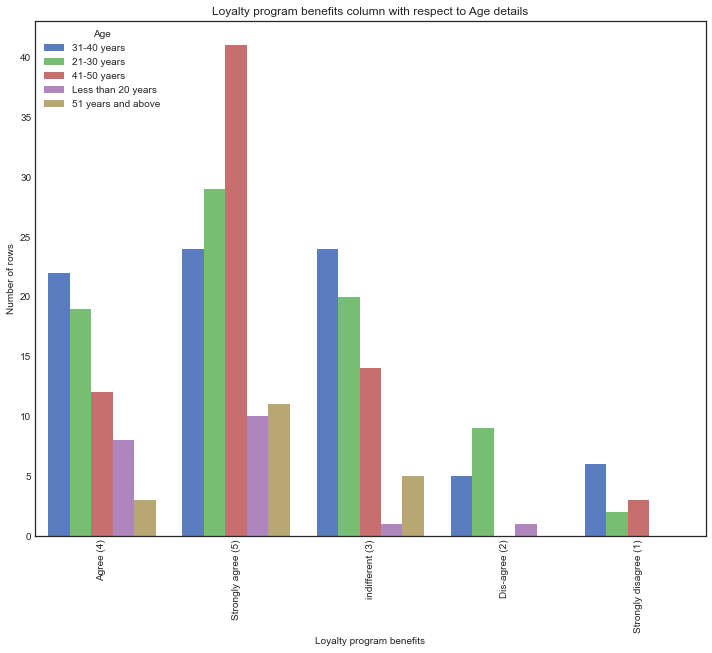 Loyalty program benefits column with respect to Age details
Age
31-40 years
21-30 years
41-50 yaers
Less than 20 years
51 years and above
Number of rows
40
35
30
25
20
15
10
5
0
Agree (4)
Strongly agree (5)
indifferent (3)
Dis-agree (2)
Strongly disagree (1)
Loyalty program benefits